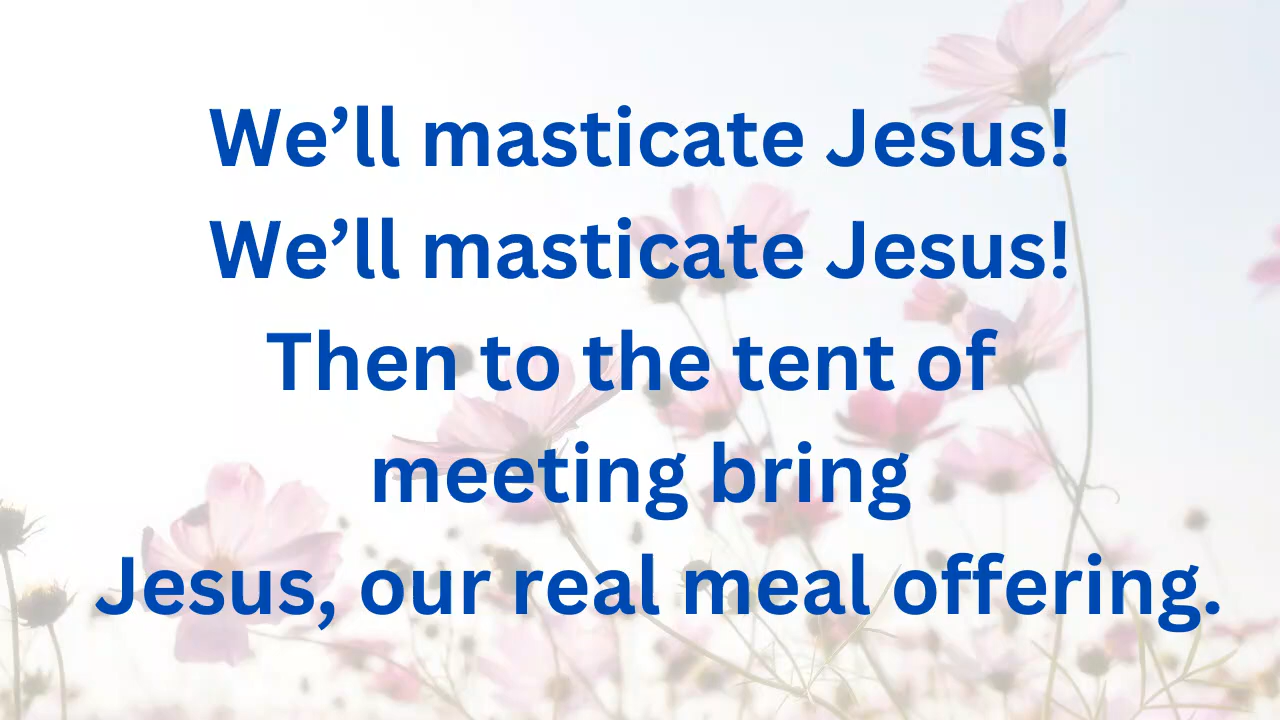 We’ll masticate Jesus!
We’ll masticate Jesus!
Then to the tent of
meeting bring
Jesus, our real meal offering.